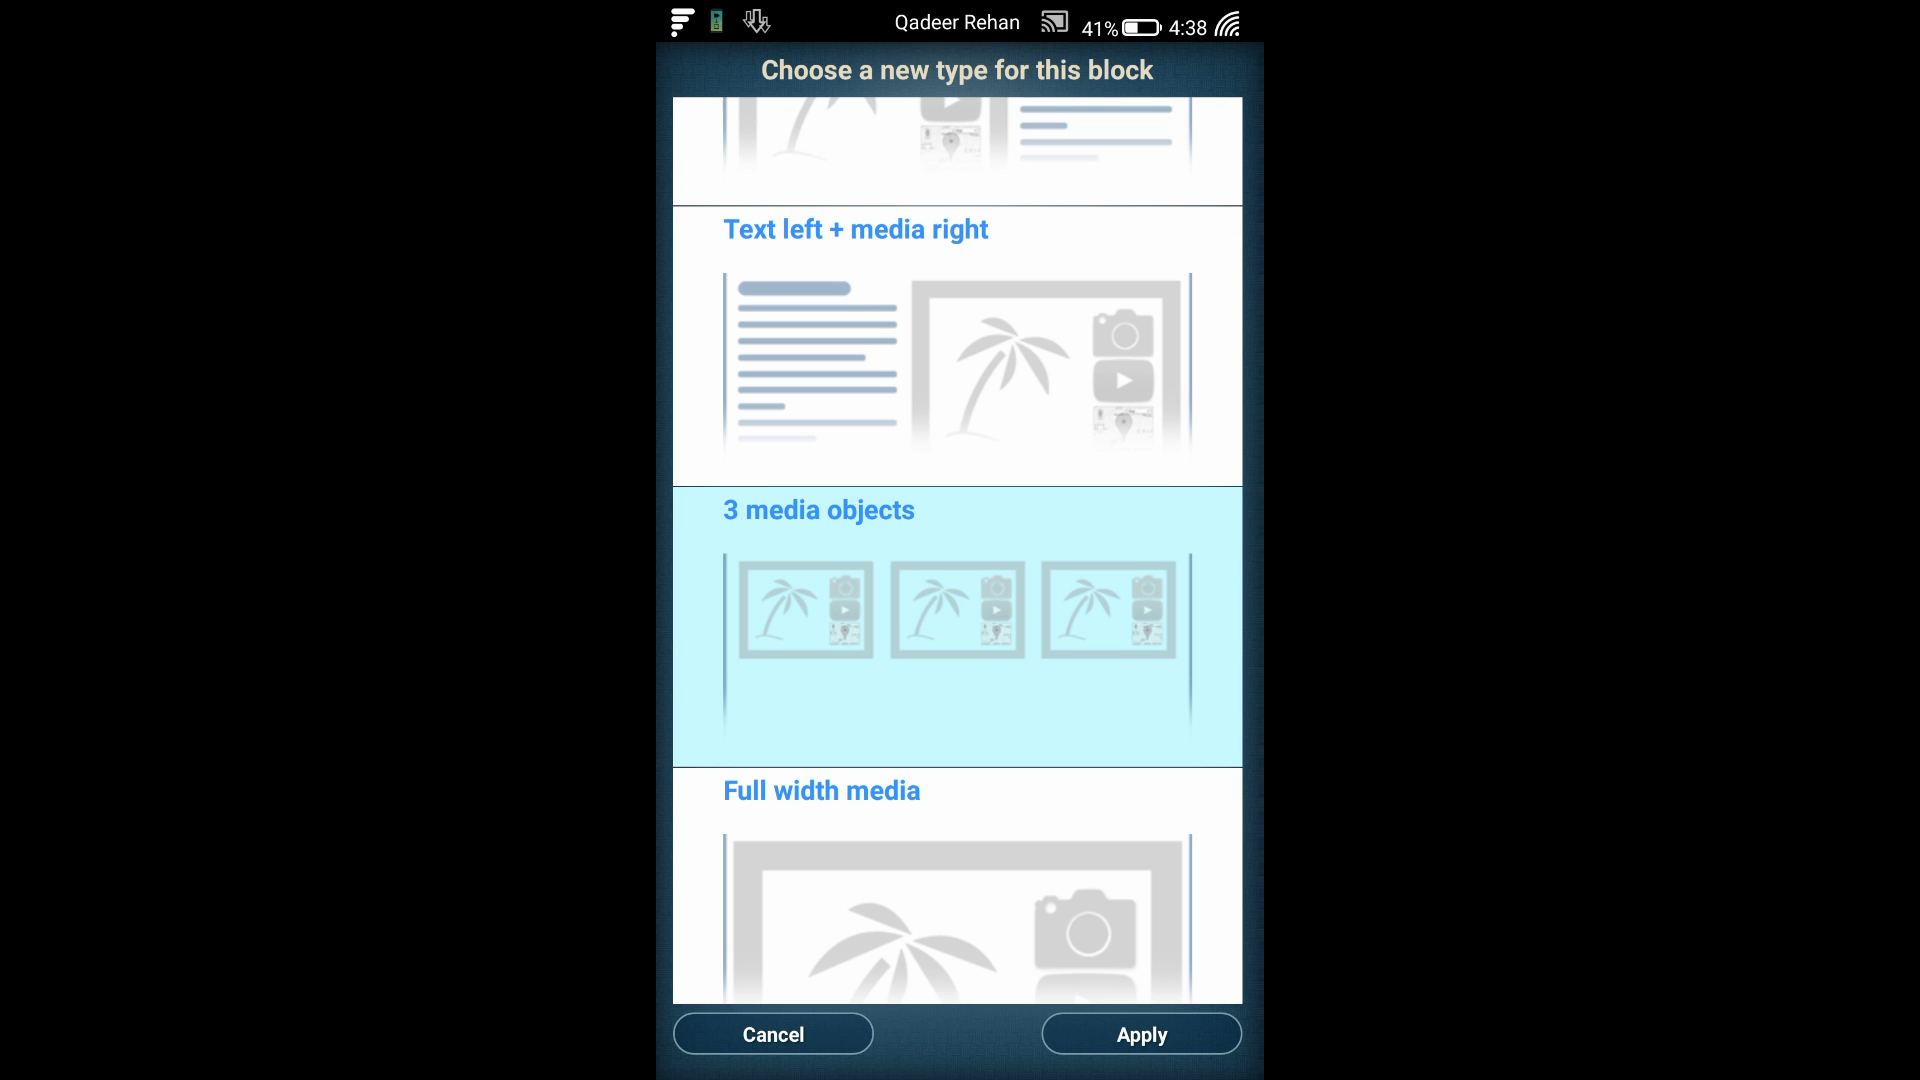 Qadeer Rehan 41% 4:38
Choose a new type for this block
Text left + media right
3 media objects
Full width media
Cancel Apply